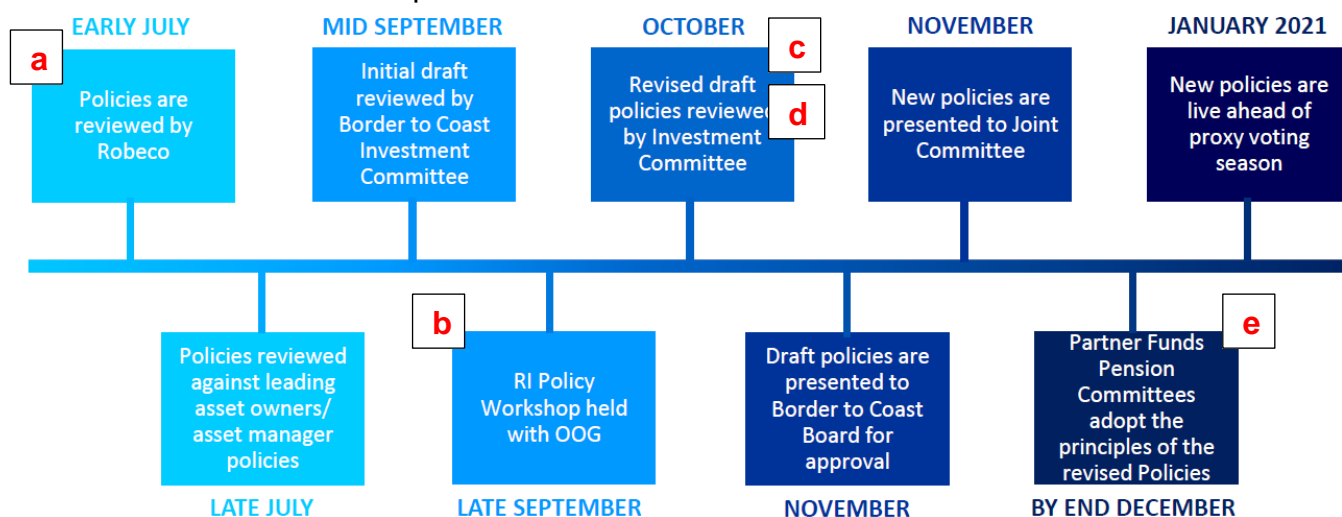 EARLY JULY
a
Policies are
reviewed by
Robeco
MID SEPTEMBER
Initial draft
reviewed by
Border to Coast
Investment
Committee
OCTOBER
c
d
Revised draft
policies reviewed
by Investment
Committee
NOVEMBER
New policies are
presented to Joint
Committee
JANUARY 2021
New policies are
live ahead of
proxy voting
season
Policies reviewed
against leading
asset owners/
asset manager
policies
LATE JULY
b
RI Policy
Workshop held
with OOG
LATE SEPTEMBER
Draft policies are
presented to
Border to Coast
Board for
approval
NOVEMBER
e
Partner Funds
Pension
Committees
adopt the
principles of the
revised Policies
BY END DECEMBER